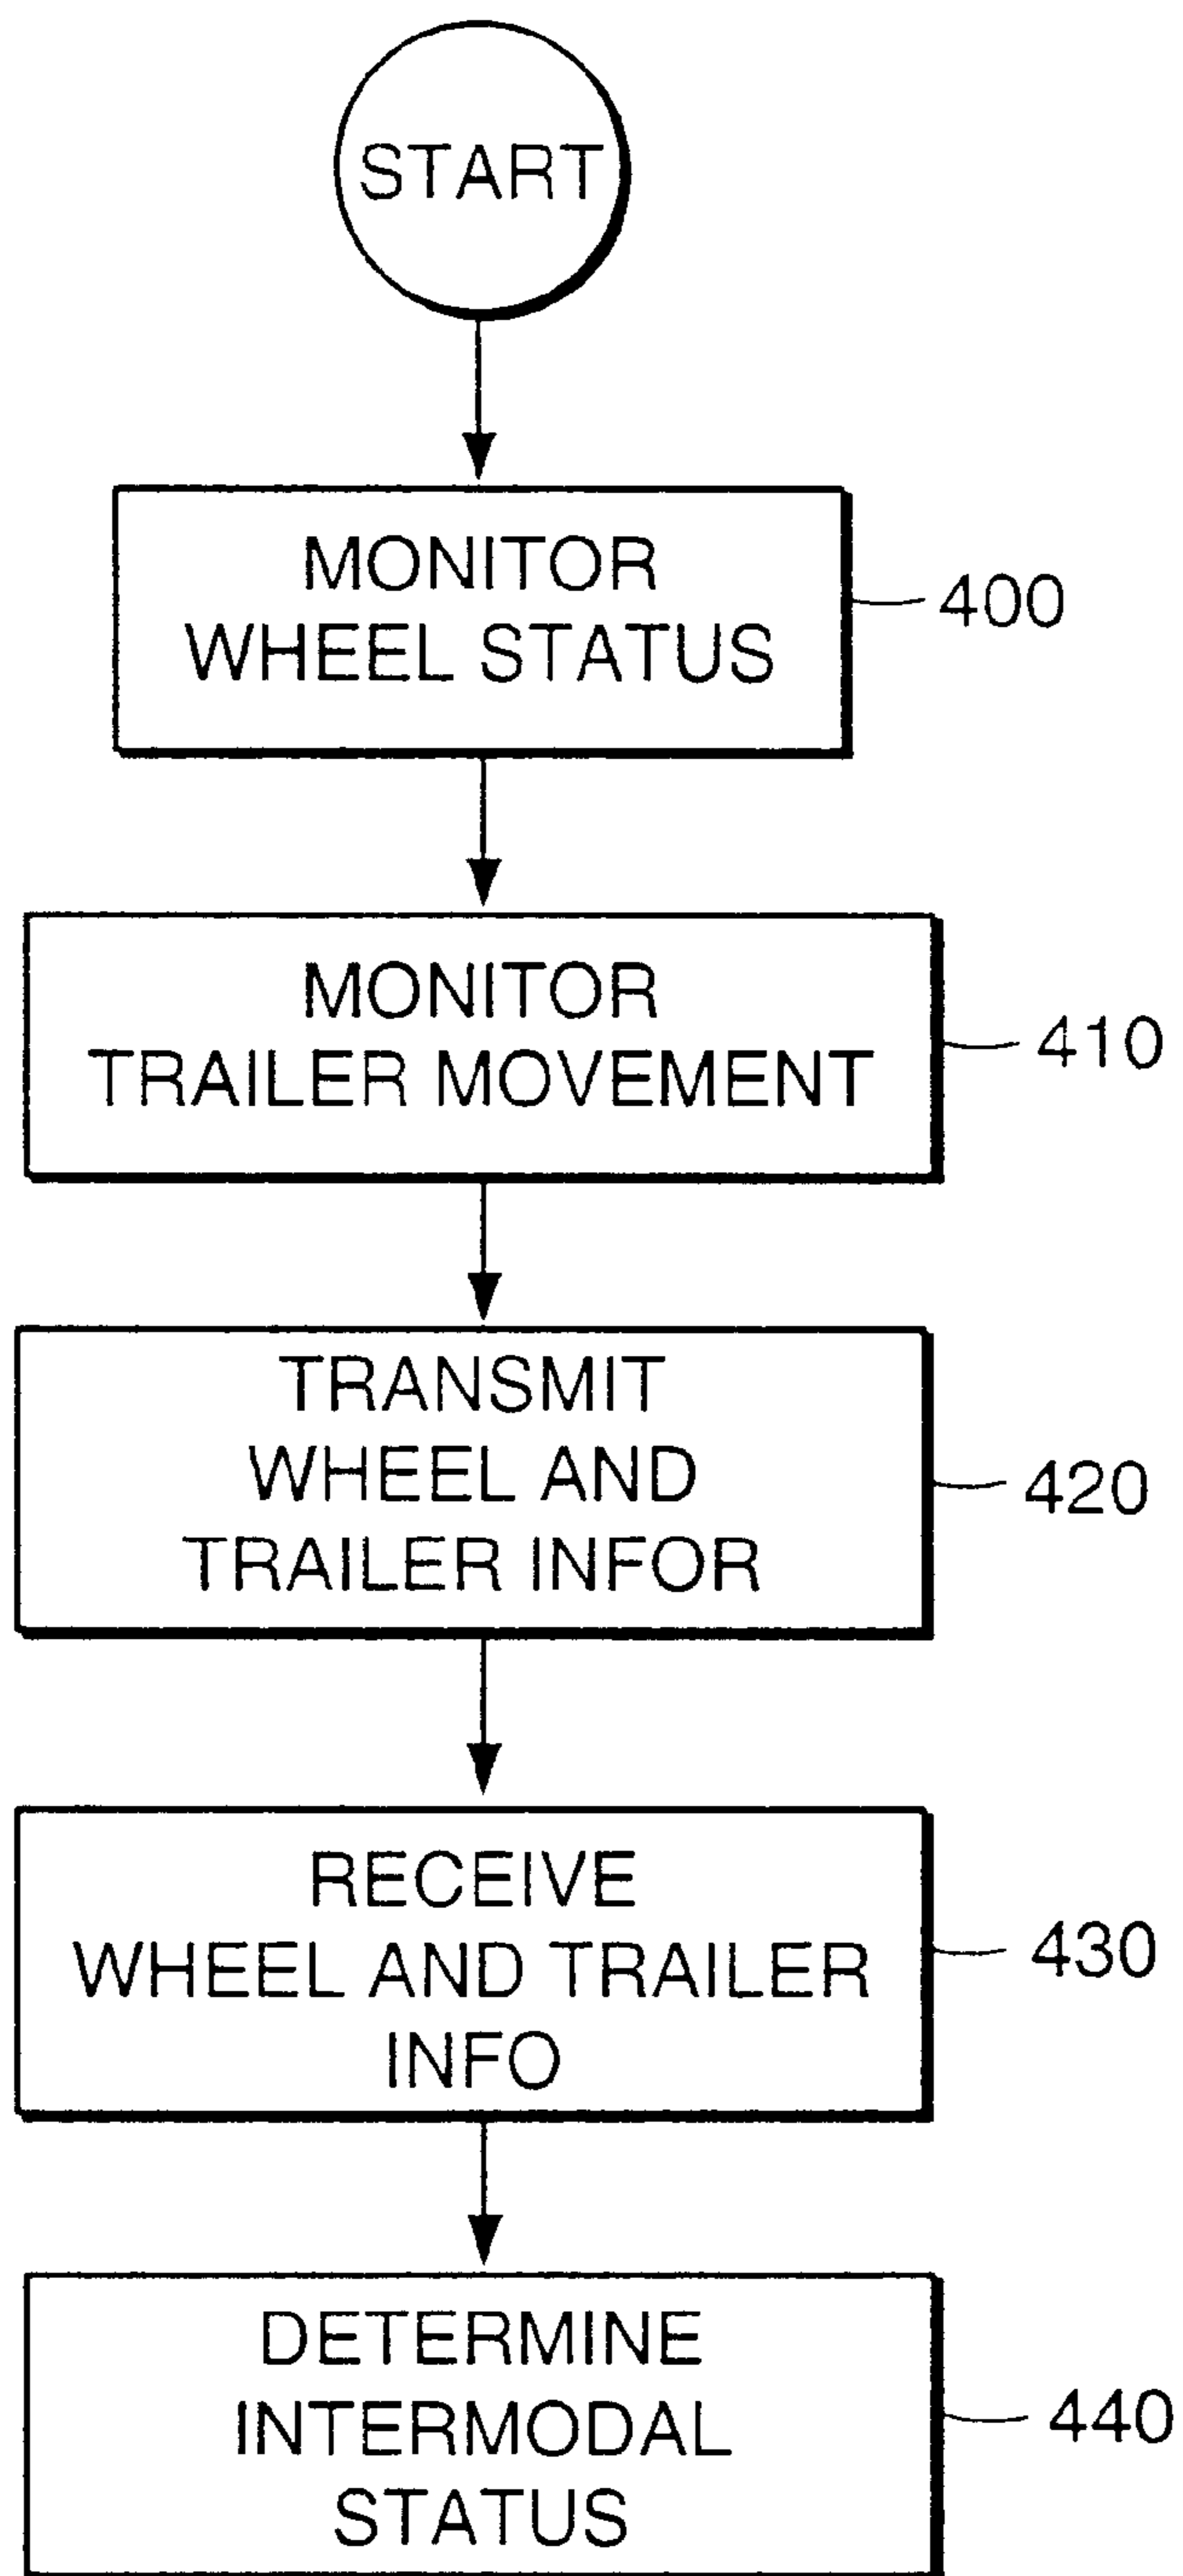 START
MONITOR
WHEEL STATUS
400
MONITOR
TRAILER MOVEMENT
410
TRANSMIT
WHEEL AND
TRAILER INFOR
420
RECEIVE
WHEEL AND TRAILER
INFO
430
DETERMINE
INTERMODAL
STATUS
440